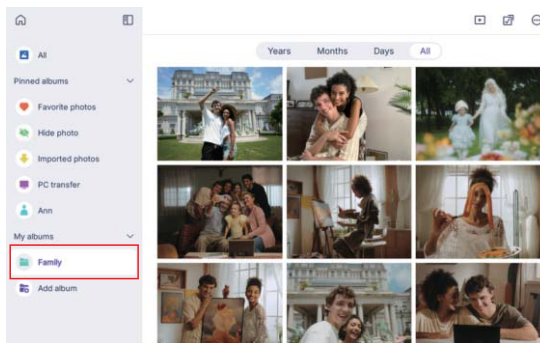 Years Months Days All
All
Pinned albums
Favorite photos
Hide photo
Imported photos
PC transfer
Ann
My albums
Family
Add album